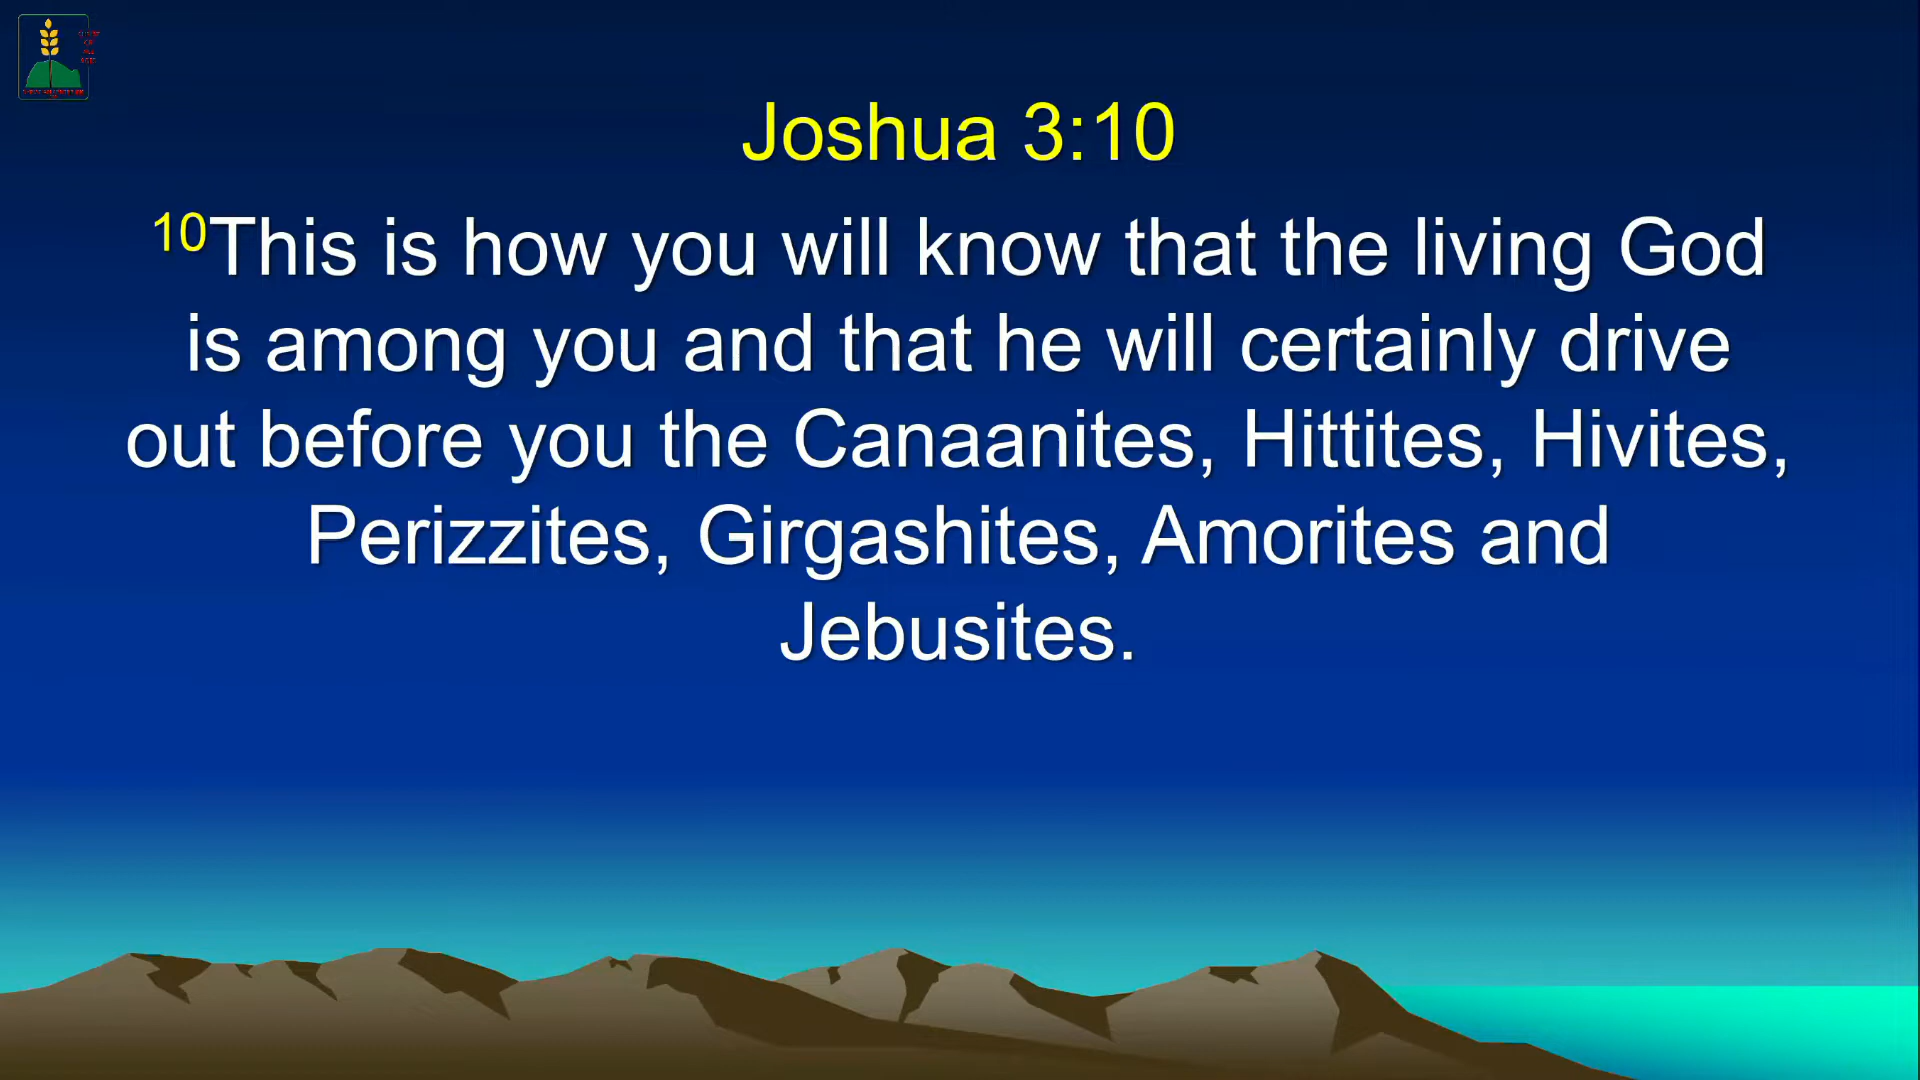 Joshua 3:10
10This is how you will know that the living God
is among you and that he will certainly drive
out before you the Canaanites, Hittites, Hivites,
Perizzites, Girgashites, Amorites and
Jebusites.